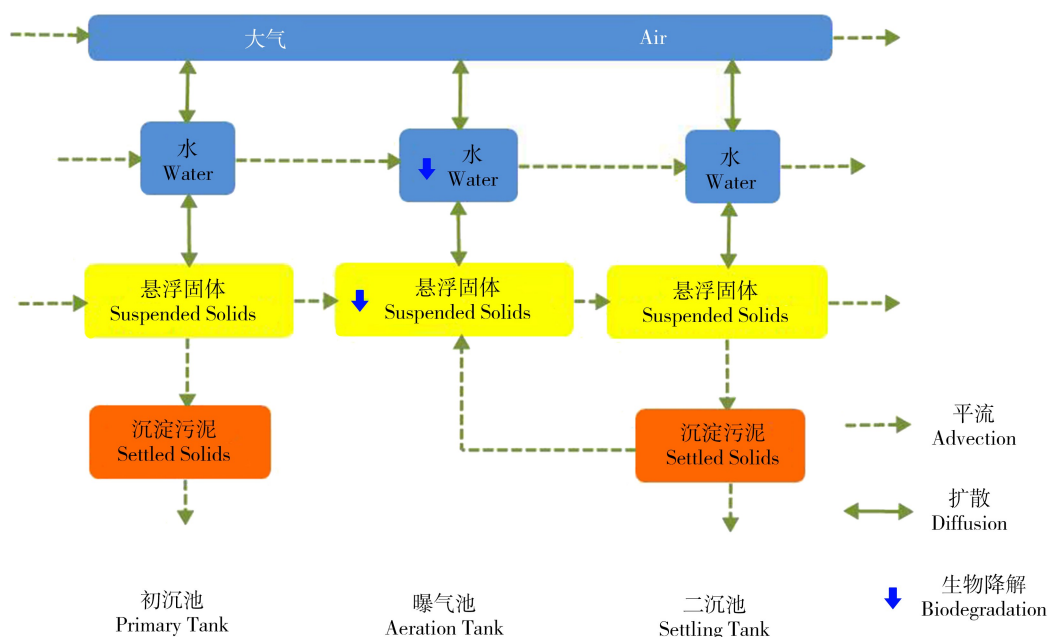 大气 Air
水
Water
水
Water
水
Water
悬浮固体
Suspended Solids
悬浮固体
Suspended Solids
悬浮固体
Suspended Solids
沉淀污泥
Settled Solids
沉淀污泥
Settled Solids
平流
Advection
扩散
Diffusion
生物降解
Biodegradation
初沉池
Primary Tank
曝气池
Aeration Tank
二沉池
Settling Tank